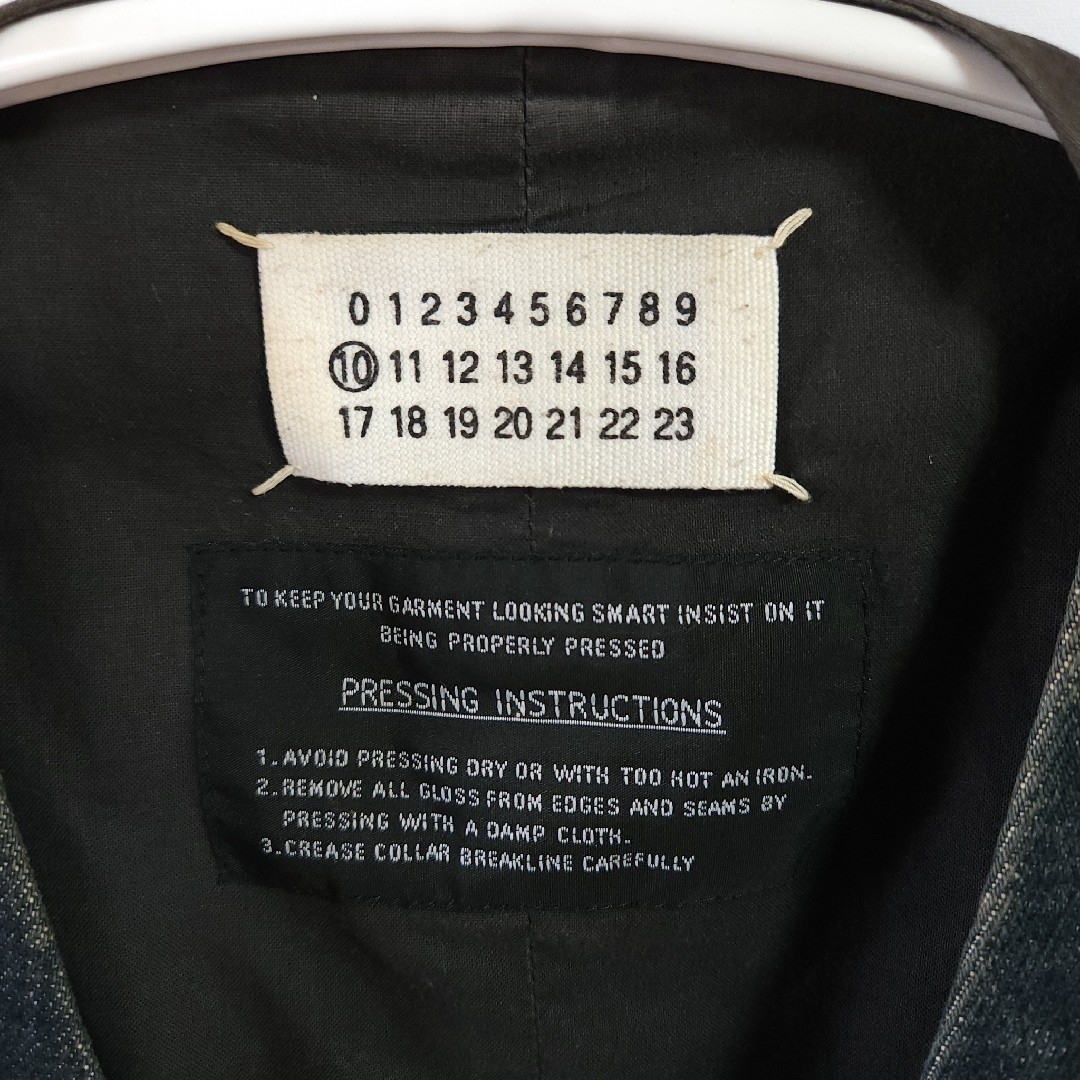 0 1 2 3 4 5 6 7 8 9
10 11 12 13 14 15 16
17 18 19 20 21 22 23
TO KEEP YOUR GARMENT LOOKING SMART INSIST ON IT
BEING PROPERLY PRESSED
PRESSING INSTRUCTIONS
1. AVOID PRESSING DRY OR WITH TOO HOT AN IRON.
2. REMOVE ALL GLOSS FROM EDGES AND SEAMS BY
PRESSING WITH A DAMP CLOTH.
3. CREASE COLLAR BREAKLINE CAREFULLY